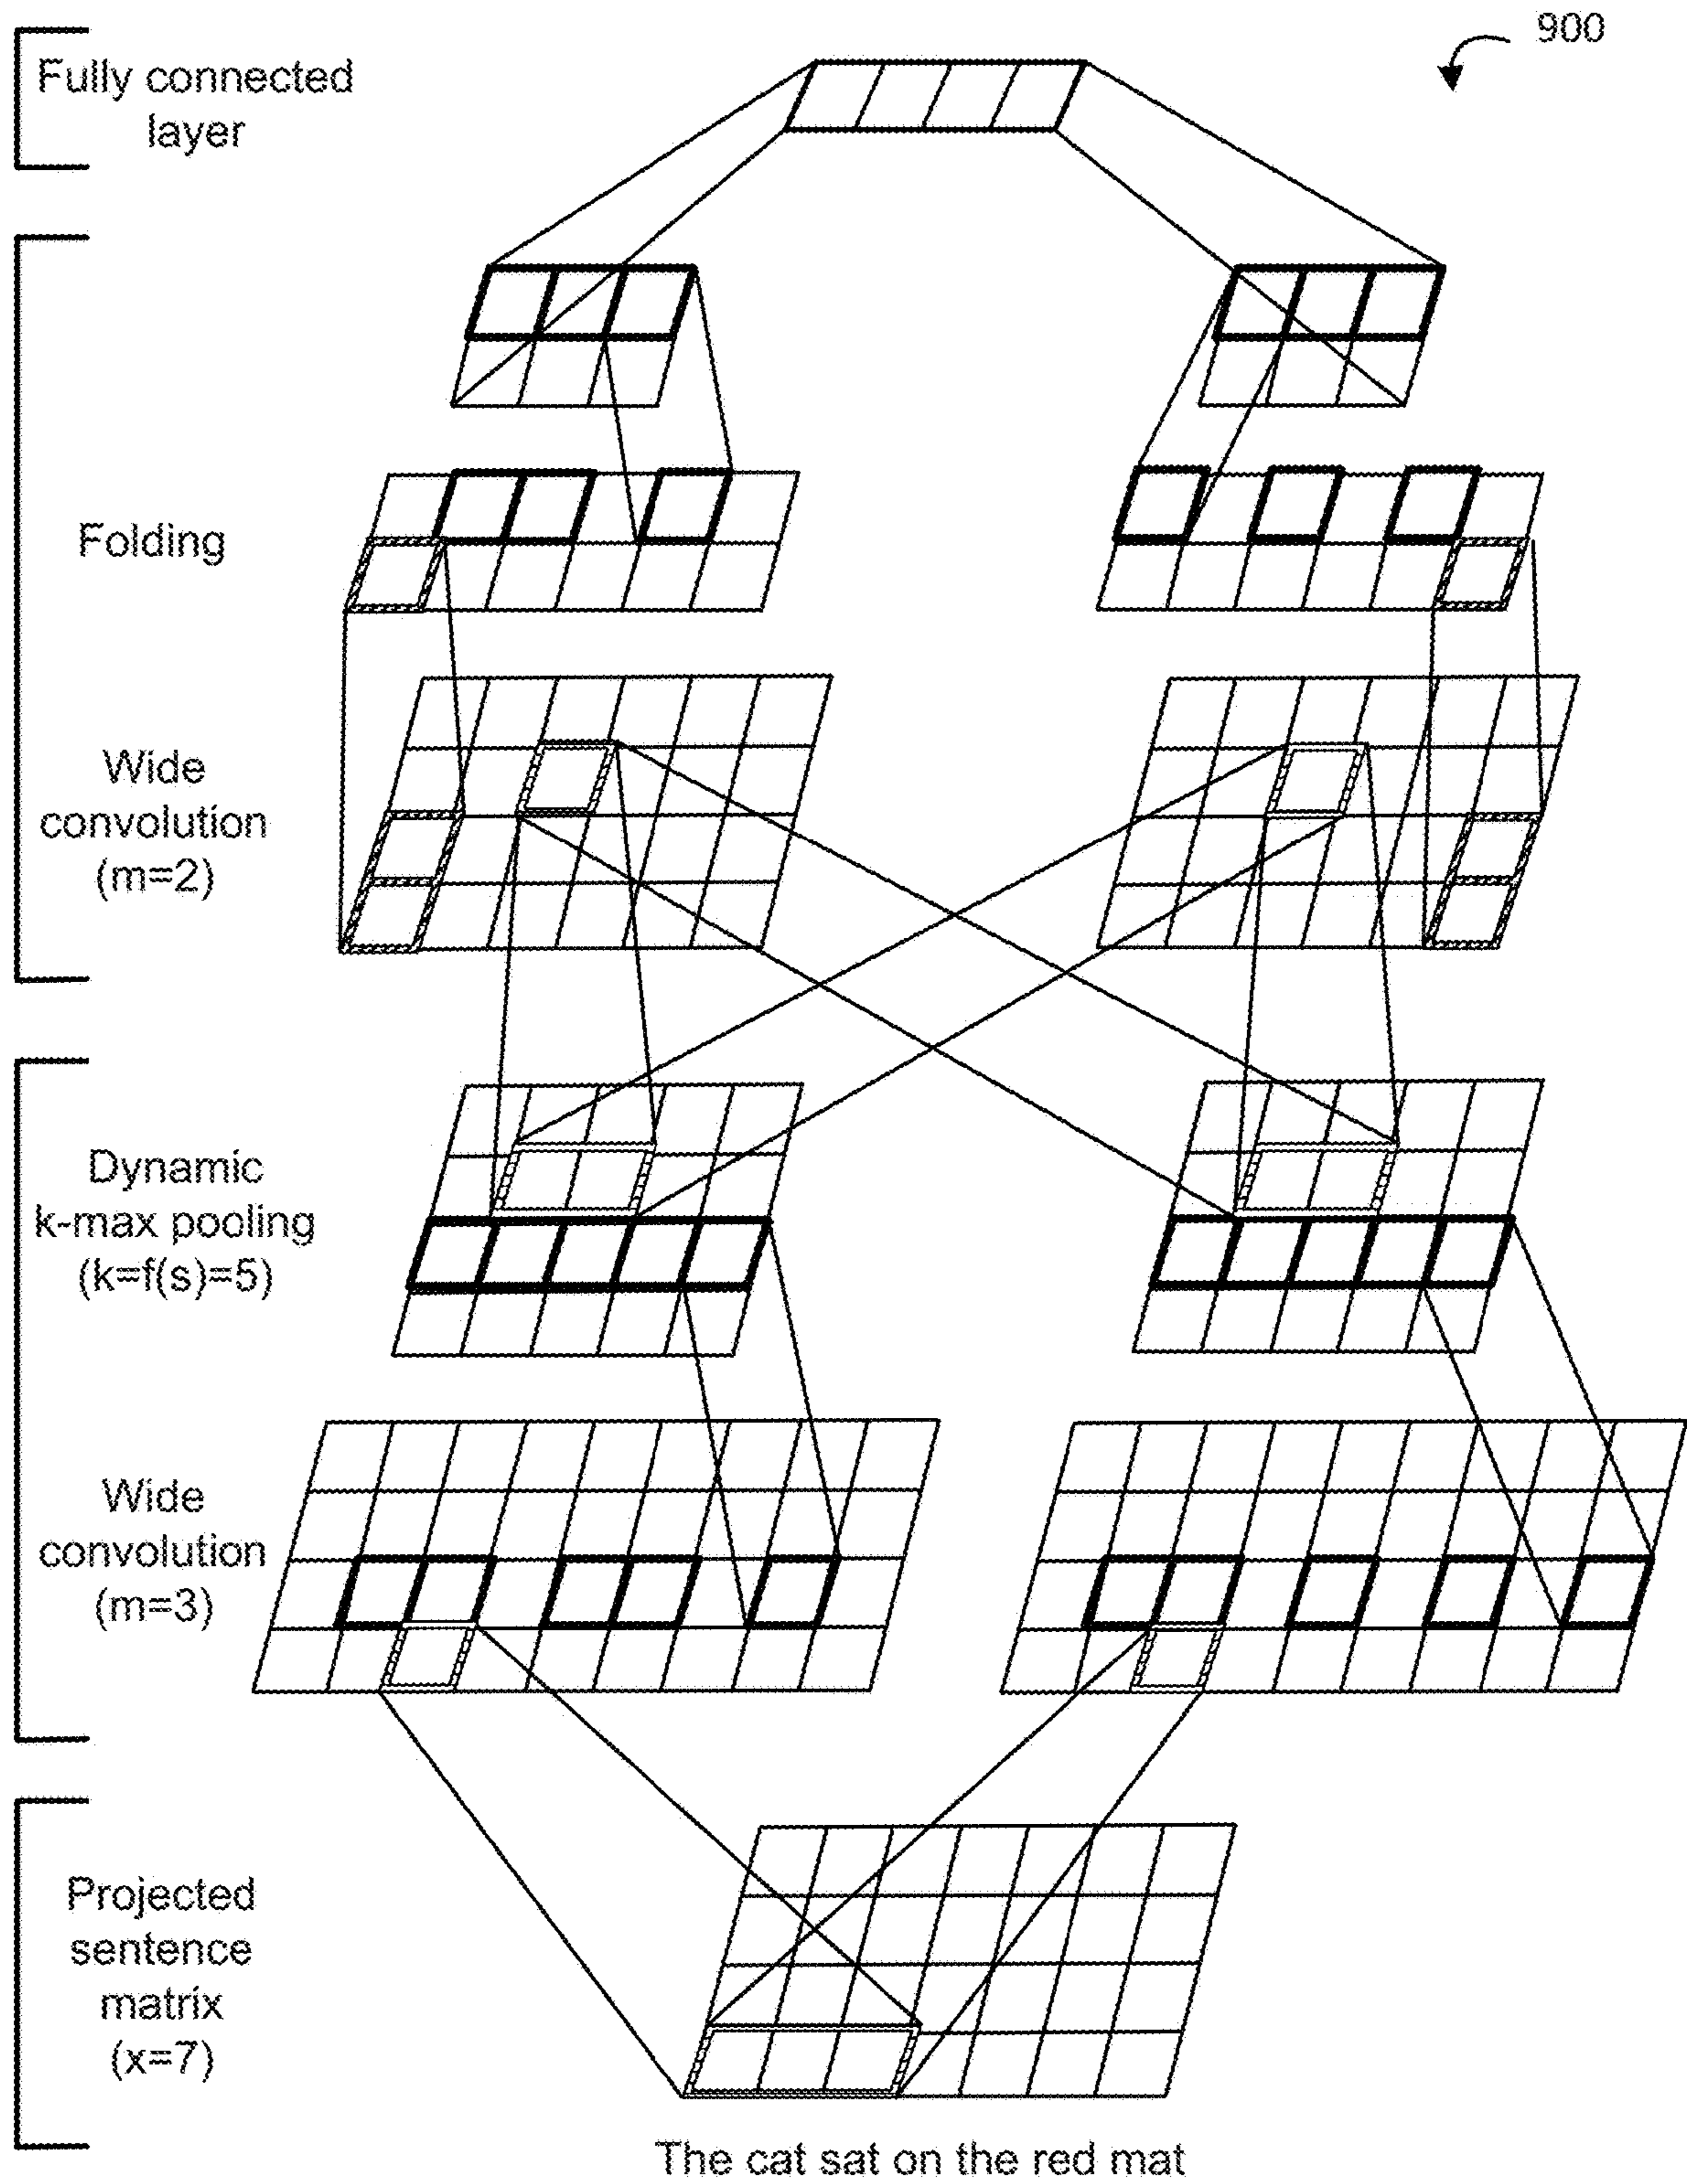 900
Fully connected
layer
Folding
Wide
convolution
(m=2)
Dynamic
k-max pooling
(k=f(s)=5)
Wide
convolution
(m=3)
Projected
sentence
matrix
(x=7)
The cat sat on the red mat